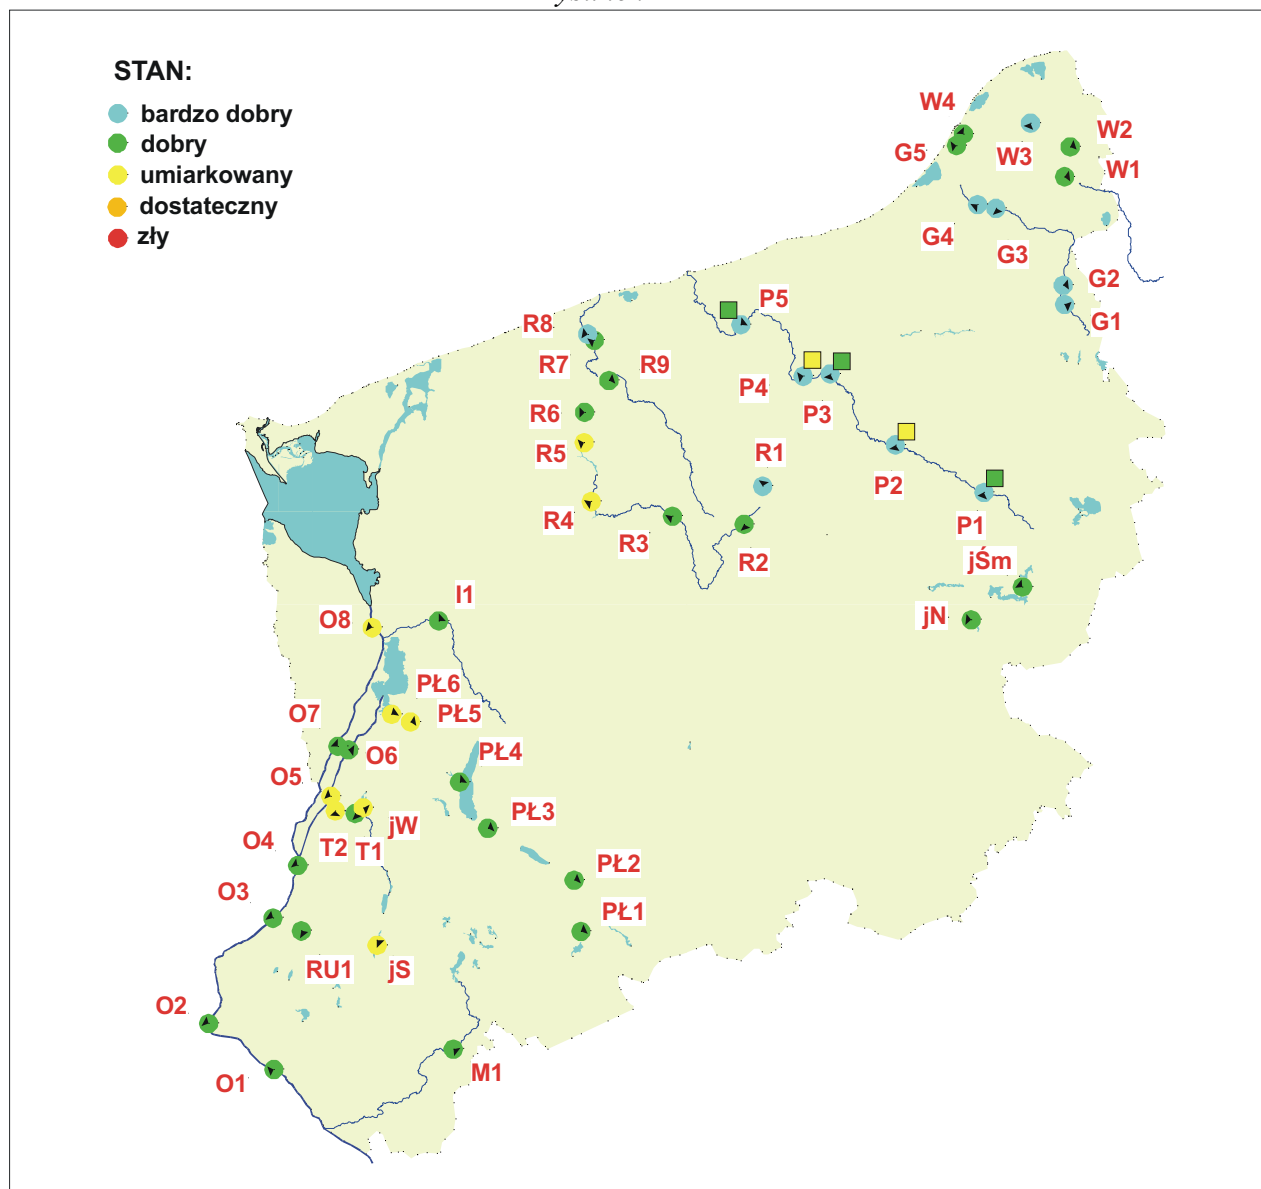 STAN:
bardzo dobry
dobry
umiarkowany
dostateczny
zły
W4
W2
G5
W3
W1
G4
G3
G2
G1
P5
R8
R7
R9
P4
P3
R6
R5
R1
P2
R4
R3
R2
P1
jŚm
jN
I1
O8
PŁ6
O7
PŁ5
O6
PŁ4
O5
PŁ3
jW
O4
T2
T1
PŁ2
O3
PŁ1
RU1
jS
O2
M1
O1